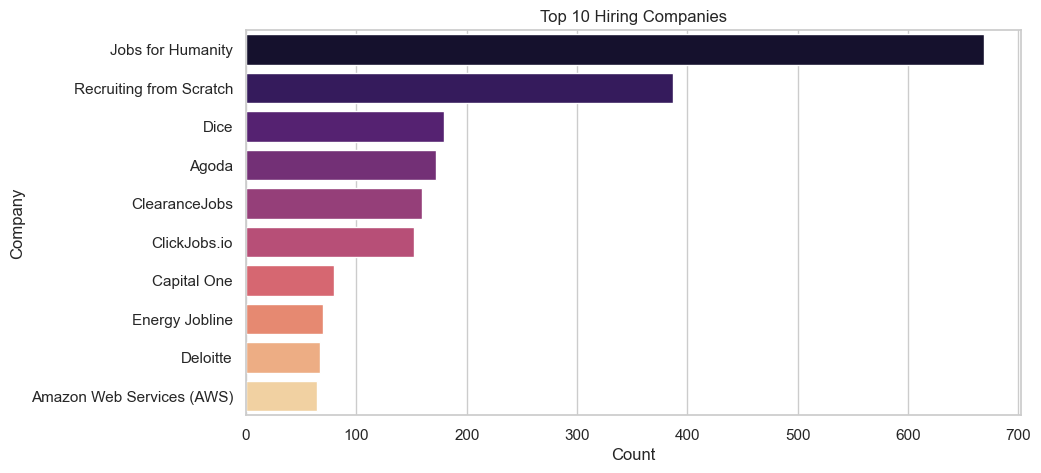 Top 10 Hiring Companies
Jobs for Humanity
Recruiting from Scratch
Dice
Agoda
ClearanceJobs
ClickJobs.io
Capital One
Energy Jobline
Deloitte
Amazon Web Services (AWS)
Company
0 100 200 300 400 500 600 700
Count